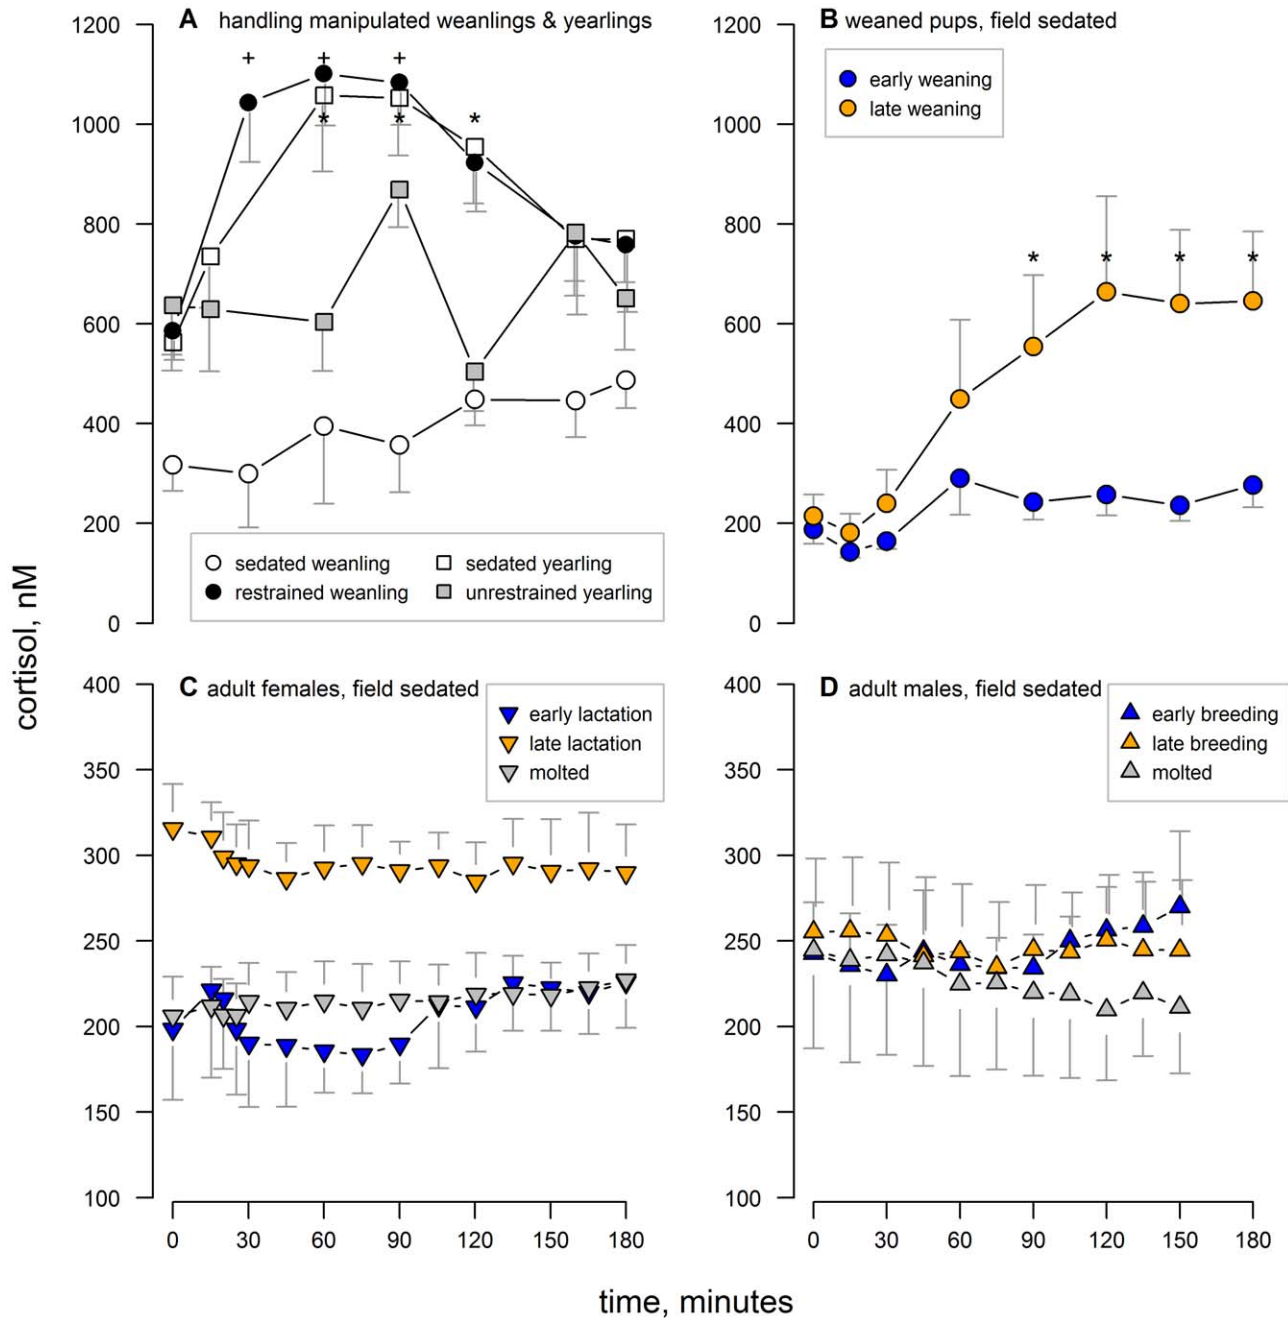 A handling manipulated weanlings & yearlings
1200
1000
800
600
400
200
0
+ + +
* * *
sedated weanling
restrained weanling
sedated yearling
unrestrained yearling
B weaned pups, field sedated
1200
1000
800
600
400
200
0
early weaning
late weaning
* * * *
cortisol, nM
C adult females, field sedated
400
350
300
250
200
150
100
early lactation
late lactation
molted
0 30 60 90 120 150 180
D adult males, field sedated
400
350
300
250
200
150
100
early breeding
late breeding
molted
0 30 60 90 120 150 180
time, minutes